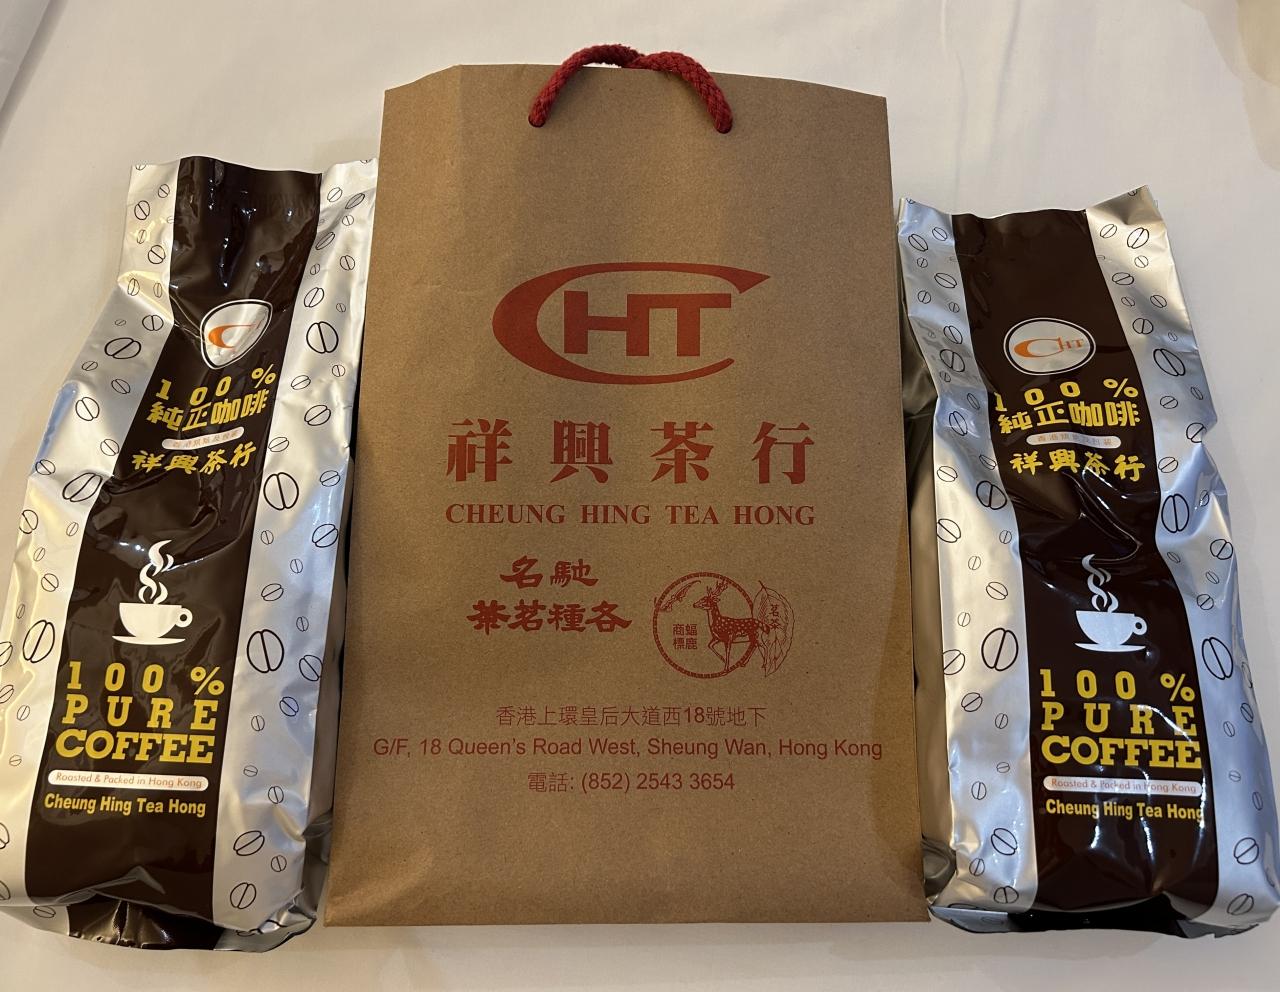 100%
純正咖啡
祥興茶行
100%
PURE
COFFEE
Roasted & Packed in Hong Kong
Cheung Hing Tea Hong
CHT
祥興茶行
CHEUNG HING TEA HONG
名馳
茶茗種各
商標
蝠鹿
茗茶
香港上環皇后大道西18號地下
G/F, 18 Queen's Road West, Sheung Wan, Hong Kong
電話: (852) 2543 3654
CHT
100%
純正咖啡
祥興茶行
100%
PURE
COFFEE
Roasted & Packed in Hong Kong
Cheung Hing Tea Hong